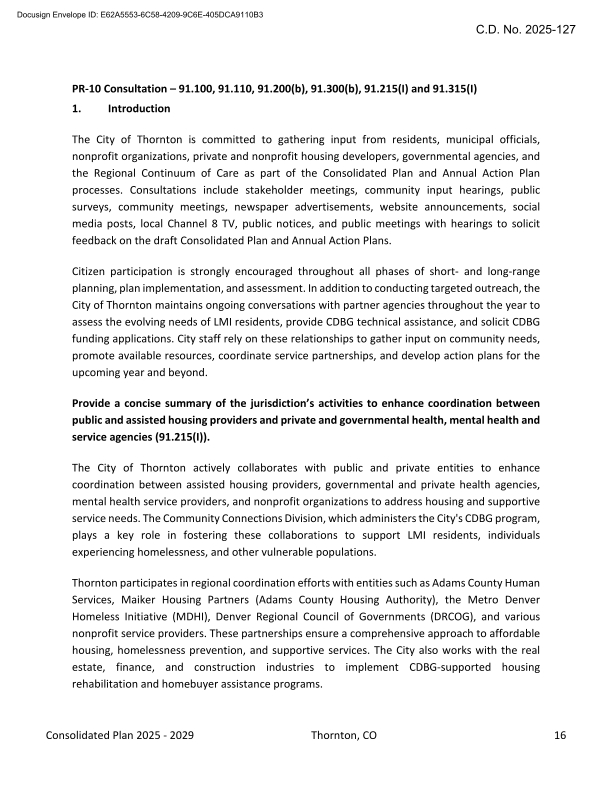 Docusign Envelope ID: E62A5553-6C58-4209-9C6E-405DCA9110B3
C.D. No. 2025-127
PR-10 Consultation – 91.100, 91.110, 91.200(b), 91.300(b), 91.215(I) and 91.315(I)
1. Introduction
The City of Thornton is committed to gathering input from residents, municipal officials,
nonprofit organizations, private and nonprofit housing developers, governmental agencies, and
the Regional Continuum of Care as part of the Consolidated Plan and Annual Action Plan
processes. Consultations include stakeholder meetings, community input hearings, public
surveys, community meetings, newspaper advertisements, website announcements, social
media posts, local Channel 8 TV, public notices, and public meetings with hearings to solicit
feedback on the draft Consolidated Plan and Annual Action Plans.
Citizen participation is strongly encouraged throughout all phases of short- and long-range
planning, plan implementation, and assessment. In addition to conducting targeted outreach, the
City of Thornton maintains ongoing conversations with partner agencies throughout the year to
assess the evolving needs of LMI residents, provide CDBG technical assistance, and solicit CDBG
funding applications. City staff rely on these relationships to gather input on community needs,
promote available resources, coordinate service partnerships, and develop action plans for the
upcoming year and beyond.
Provide a concise summary of the jurisdiction's activities to enhance coordination between
public and assisted housing providers and private and governmental health, mental health and
service agencies (91.215(I)).
The City of Thornton actively collaborates with public and private entities to enhance
coordination between assisted housing providers, governmental and private health agencies,
mental health service providers, and nonprofit organizations to address housing and supportive
service needs. The Community Connections Division, which administers the City's CDBG program,
plays a key role in fostering these collaborations to support LMI residents, individuals
experiencing homelessness, and other vulnerable populations.
Thornton participates in regional coordination efforts with entities such as Adams County Human
Services, Maiker Housing Partners (Adams County Housing Authority), the Metro Denver
Homeless Initiative (MDHI), Denver Regional Council of Governments (DRCOG), and various
nonprofit service providers. These partnerships ensure a comprehensive approach to affordable
housing, homelessness prevention, and supportive services. The City also works with the real
estate, finance, and construction industries to implement CDBG-supported housing
rehabilitation and homebuyer assistance programs.
Consolidated Plan 2025 - 2029 Thornton, CO 16